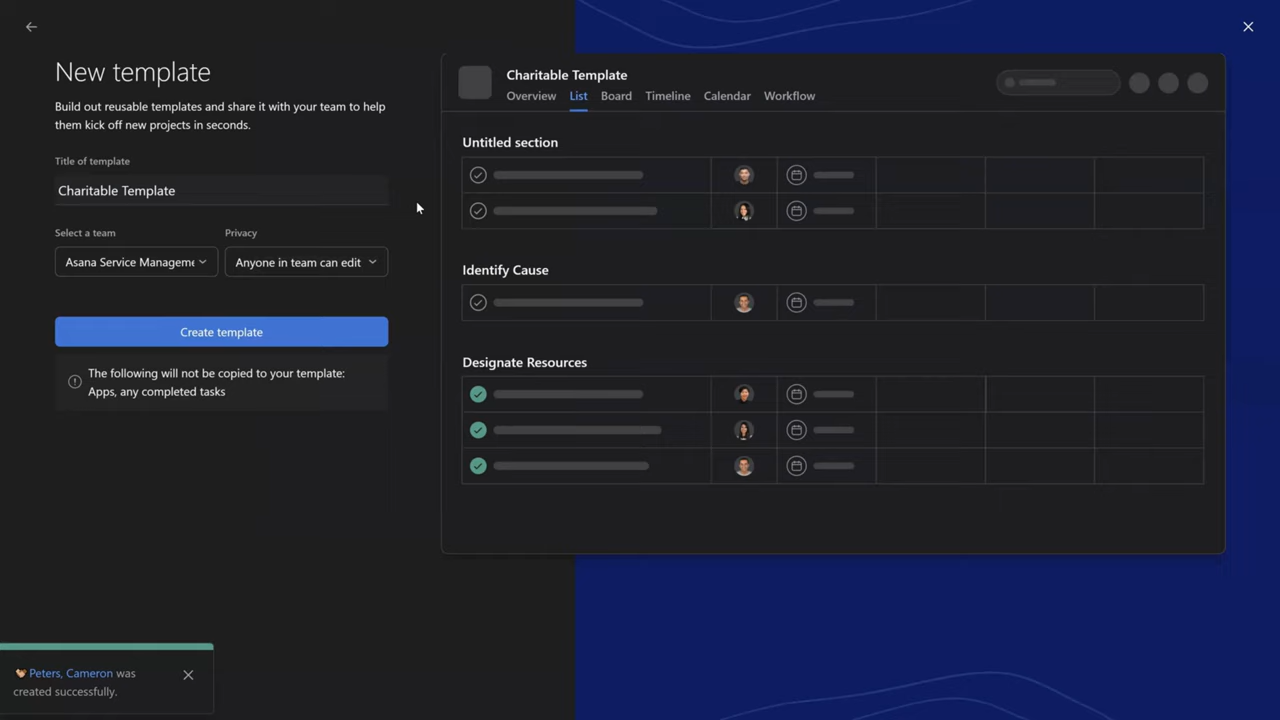 New template
Build out reusable templates and share it with your team to help
them kick off new projects in seconds.
Title of template
Charitable Template
Select a team
Privacy
Asana Service Manageme
Anyone in team can edit
Create template
The following will not be copied to your template:
Apps, any completed tasks
Peters, Cameron was
created successfully.
Charitable Template
Overview List Board Timeline Calendar Workflow
Untitled section
Identify Cause
Designate Resources